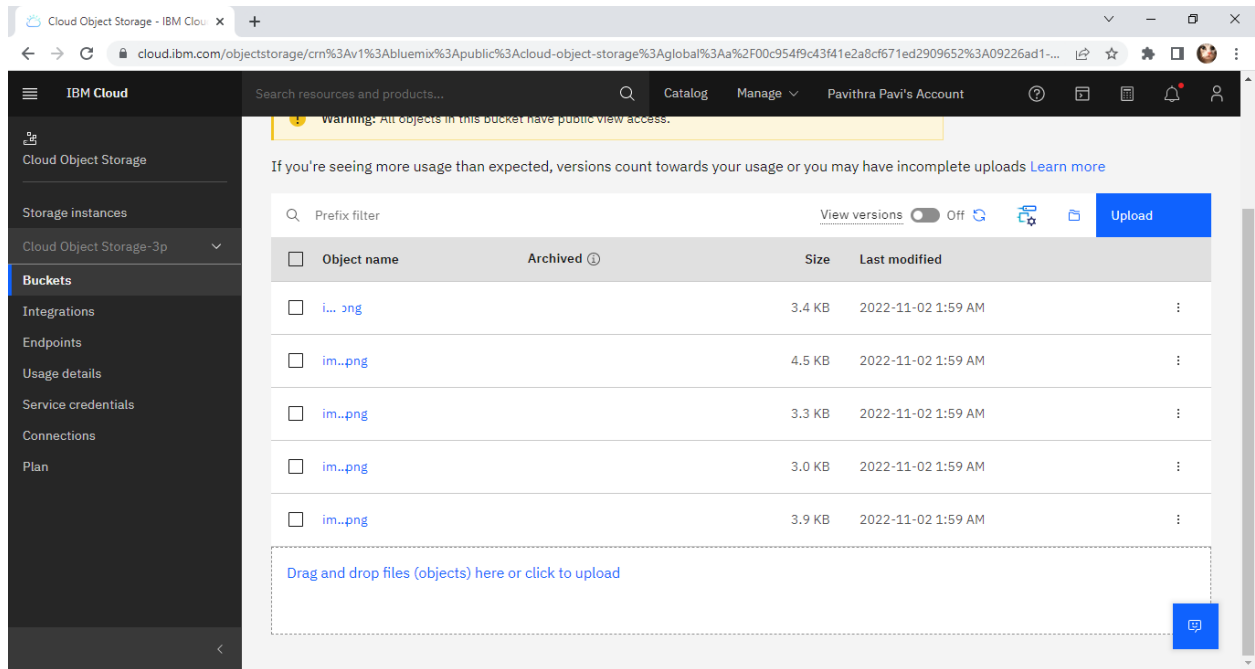 Cloud Object Storage - IBM Clou
cloud.ibm.com/objectstorage/crn%3Av1%3Abluemix%3Apublic%3Acloud-object-storage%3Aglobal%3Aa%2F00c954f9c43f41e2a8cf671ed2909652%3A09226ad1-...
IBM Cloud Search resources and products... Catalog Manage Pavithra Pavi's Account
Warning: All objects in this bucket have public view access.
Cloud Object Storage
If you're seeing more usage than expected, versions count towards your usage or you may have incomplete uploads Learn more
Storage instances
Cloud Object Storage-3p
Buckets
Integrations
Endpoints
Usage details
Service credentials
Connections
Plan
Prefix filter View versions Off Upload
Object name Archived Size Last modified
i... png 3.4 KB 2022-11-02 1:59 AM
im...png 4.5 KB 2022-11-02 1:59 AM
im...png 3.3 KB 2022-11-02 1:59 AM
im...png 3.0 KB 2022-11-02 1:59 AM
im...png 3.9 KB 2022-11-02 1:59 AM
Drag and drop files (objects) here or click to upload